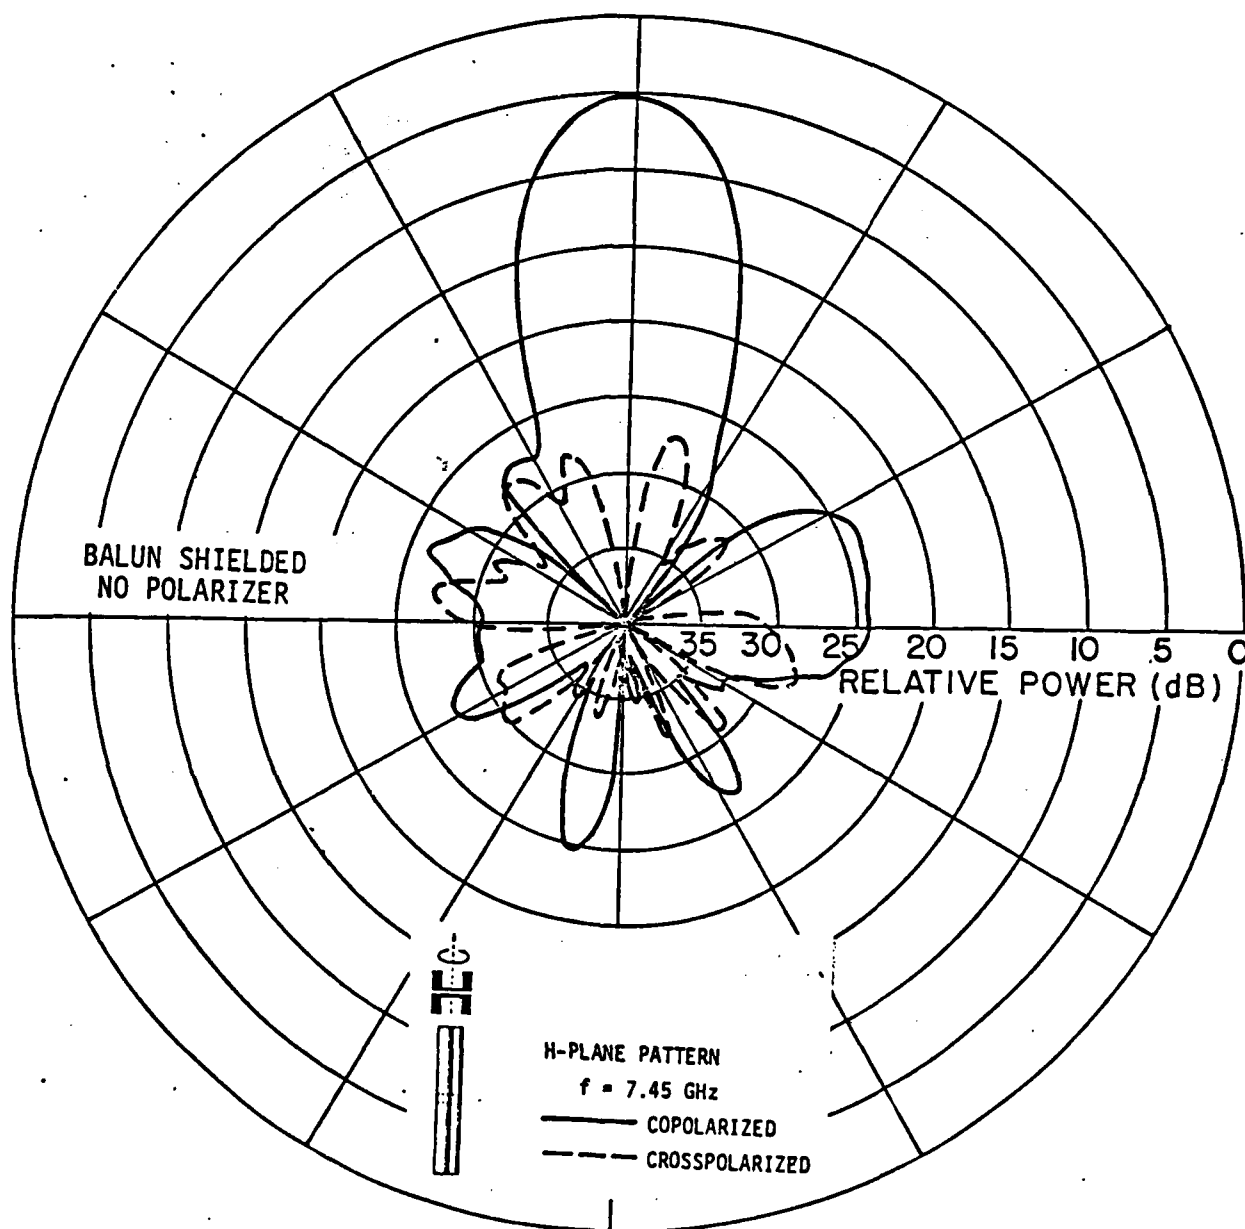 BALUN SHIELDED
NO POLARIZER
35 30 25 20 15 10 5 0
RELATIVE POWER (dB)
H-PLANE PATTERN
f = 7.45 GHz
COPOLARIZED
CROSSPOLARIZED